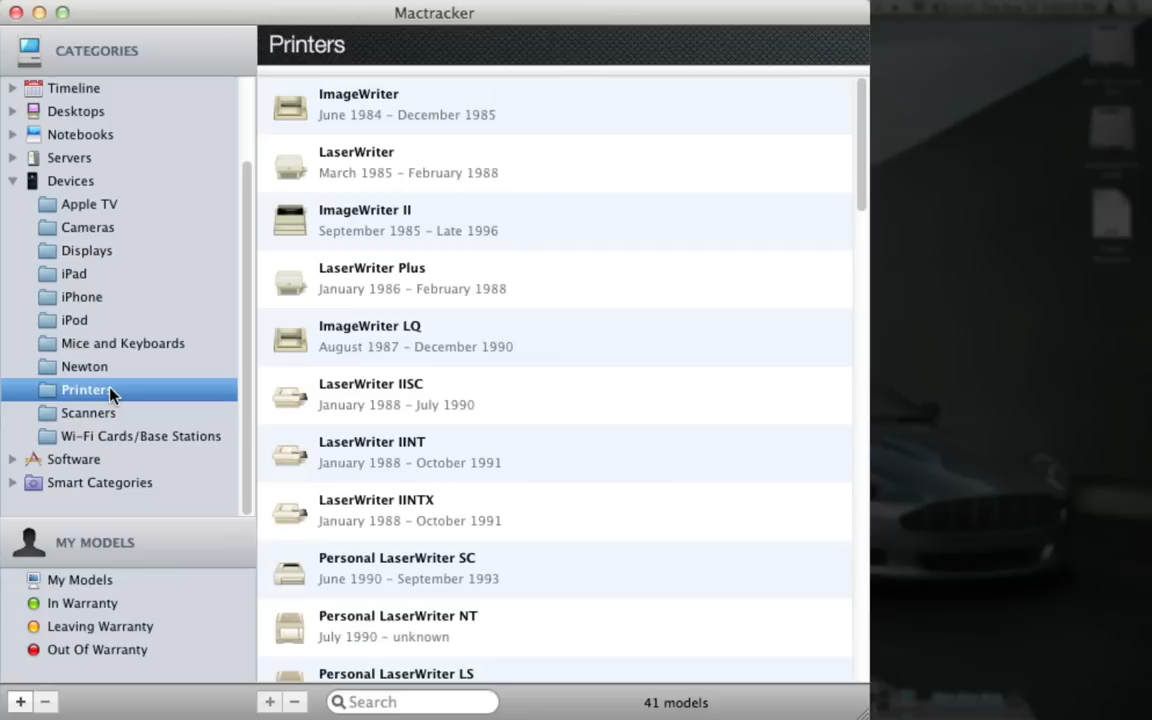 Mactracker
CATEGORIES
Timeline
Desktops
Notebooks
Servers
Devices
Apple TV
Cameras
Displays
iPad
iPhone
iPod
Mice and Keyboards
Newton
Printers
Scanners
Wi-Fi Cards/Base Stations
Software
Smart Categories
MY MODELS
My Models
In Warranty
Leaving Warranty
Out Of Warranty
Printers
ImageWriter
June 1984 – December 1985
LaserWriter
March 1985 – February 1988
ImageWriter II
September 1985 – Late 1996
LaserWriter Plus
January 1986 – February 1988
ImageWriter LQ
August 1987 – December 1990
LaserWriter IISC
January 1988 – July 1990
LaserWriter IINT
January 1988 – October 1991
LaserWriter IINTX
January 1988 – October 1991
Personal LaserWriter SC
June 1990 – September 1993
Personal LaserWriter NT
July 1990 – unknown
Personal LaserWriter LS
Search
41 models